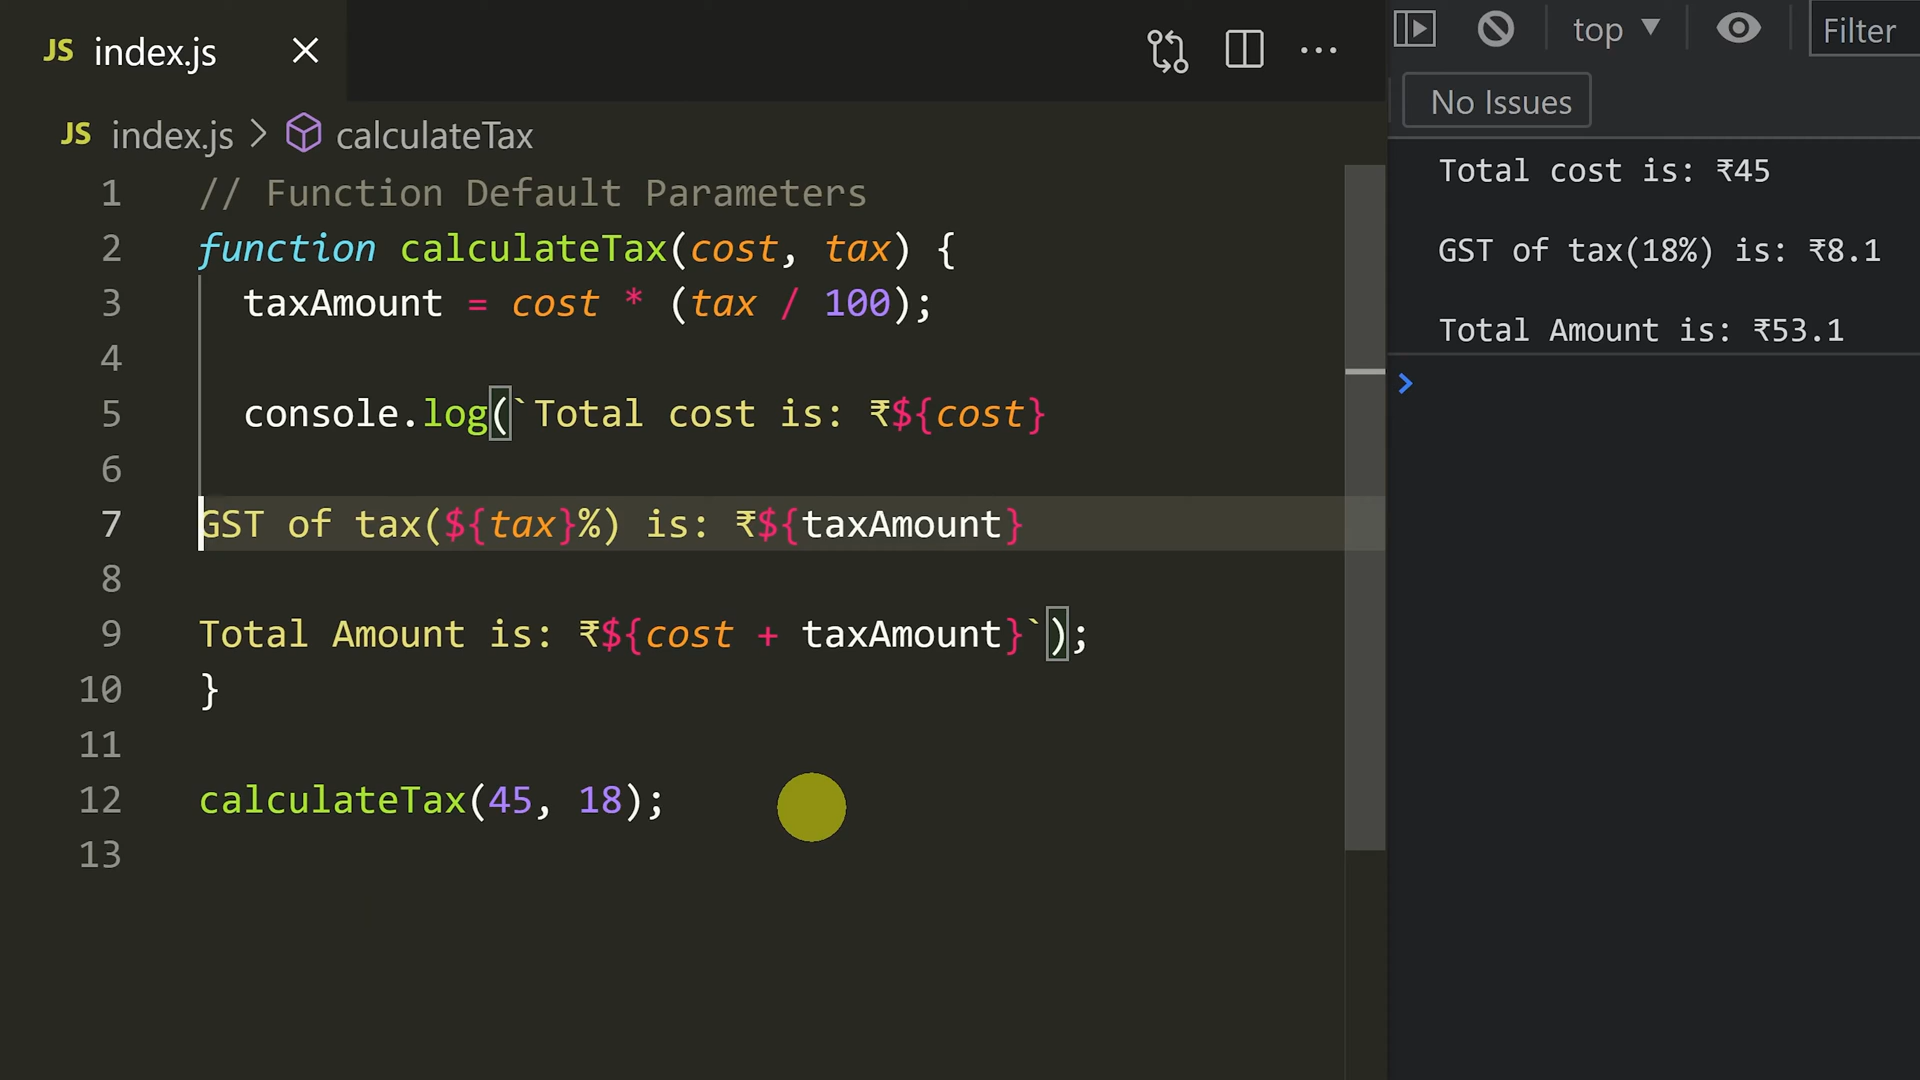 JS index.js
JS index.js > calculateTax
1 // Function Default Parameters
2 function calculateTax(cost, tax) {
3 taxAmount = cost * (tax / 100);
4
5 console.log(`Total cost is: ₹${cost}
6
7 GST of tax(${tax}%) is: ₹${taxAmount}
8
9 Total Amount is: ₹${cost + taxAmount}`);
10 }
11
12 calculateTax(45, 18);
13
top
Filter
No Issues
Total cost is: ₹45
GST of tax(18%) is: ₹8.1
Total Amount is: ₹53.1